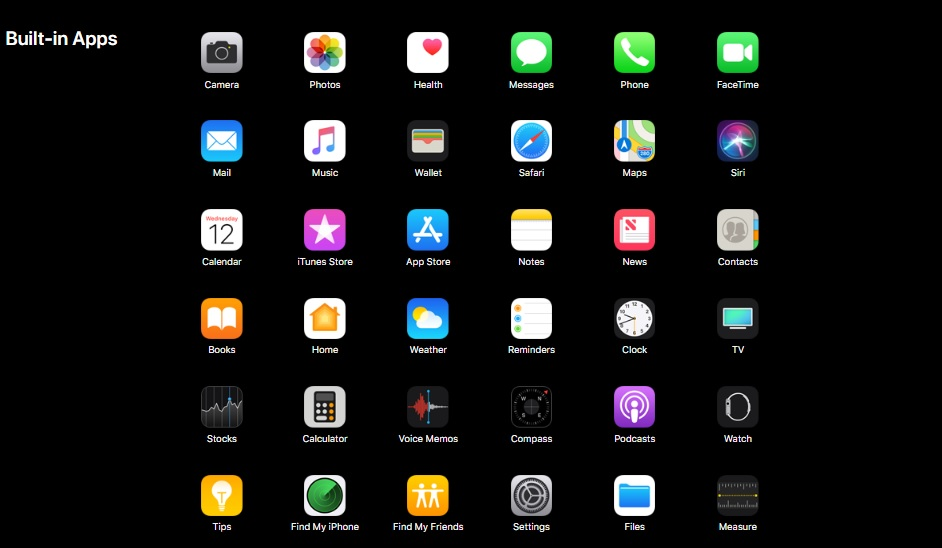 Built-in Apps
Camera
Photos
Health
Messages
Phone
FaceTime
Mail
Music
Wallet
Safari
Maps
280
Siri
Wednesday
12
Calendar
iTunes Store
App Store
Notes
News
Contacts
Books
Home
Weather
Reminders
Clock
TV
Stocks
Calculator
Voice Memos
W N
S E
Compass
Podcasts
Watch
Tips
Find My iPhone
Find My Friends
Settings
Files
Measure